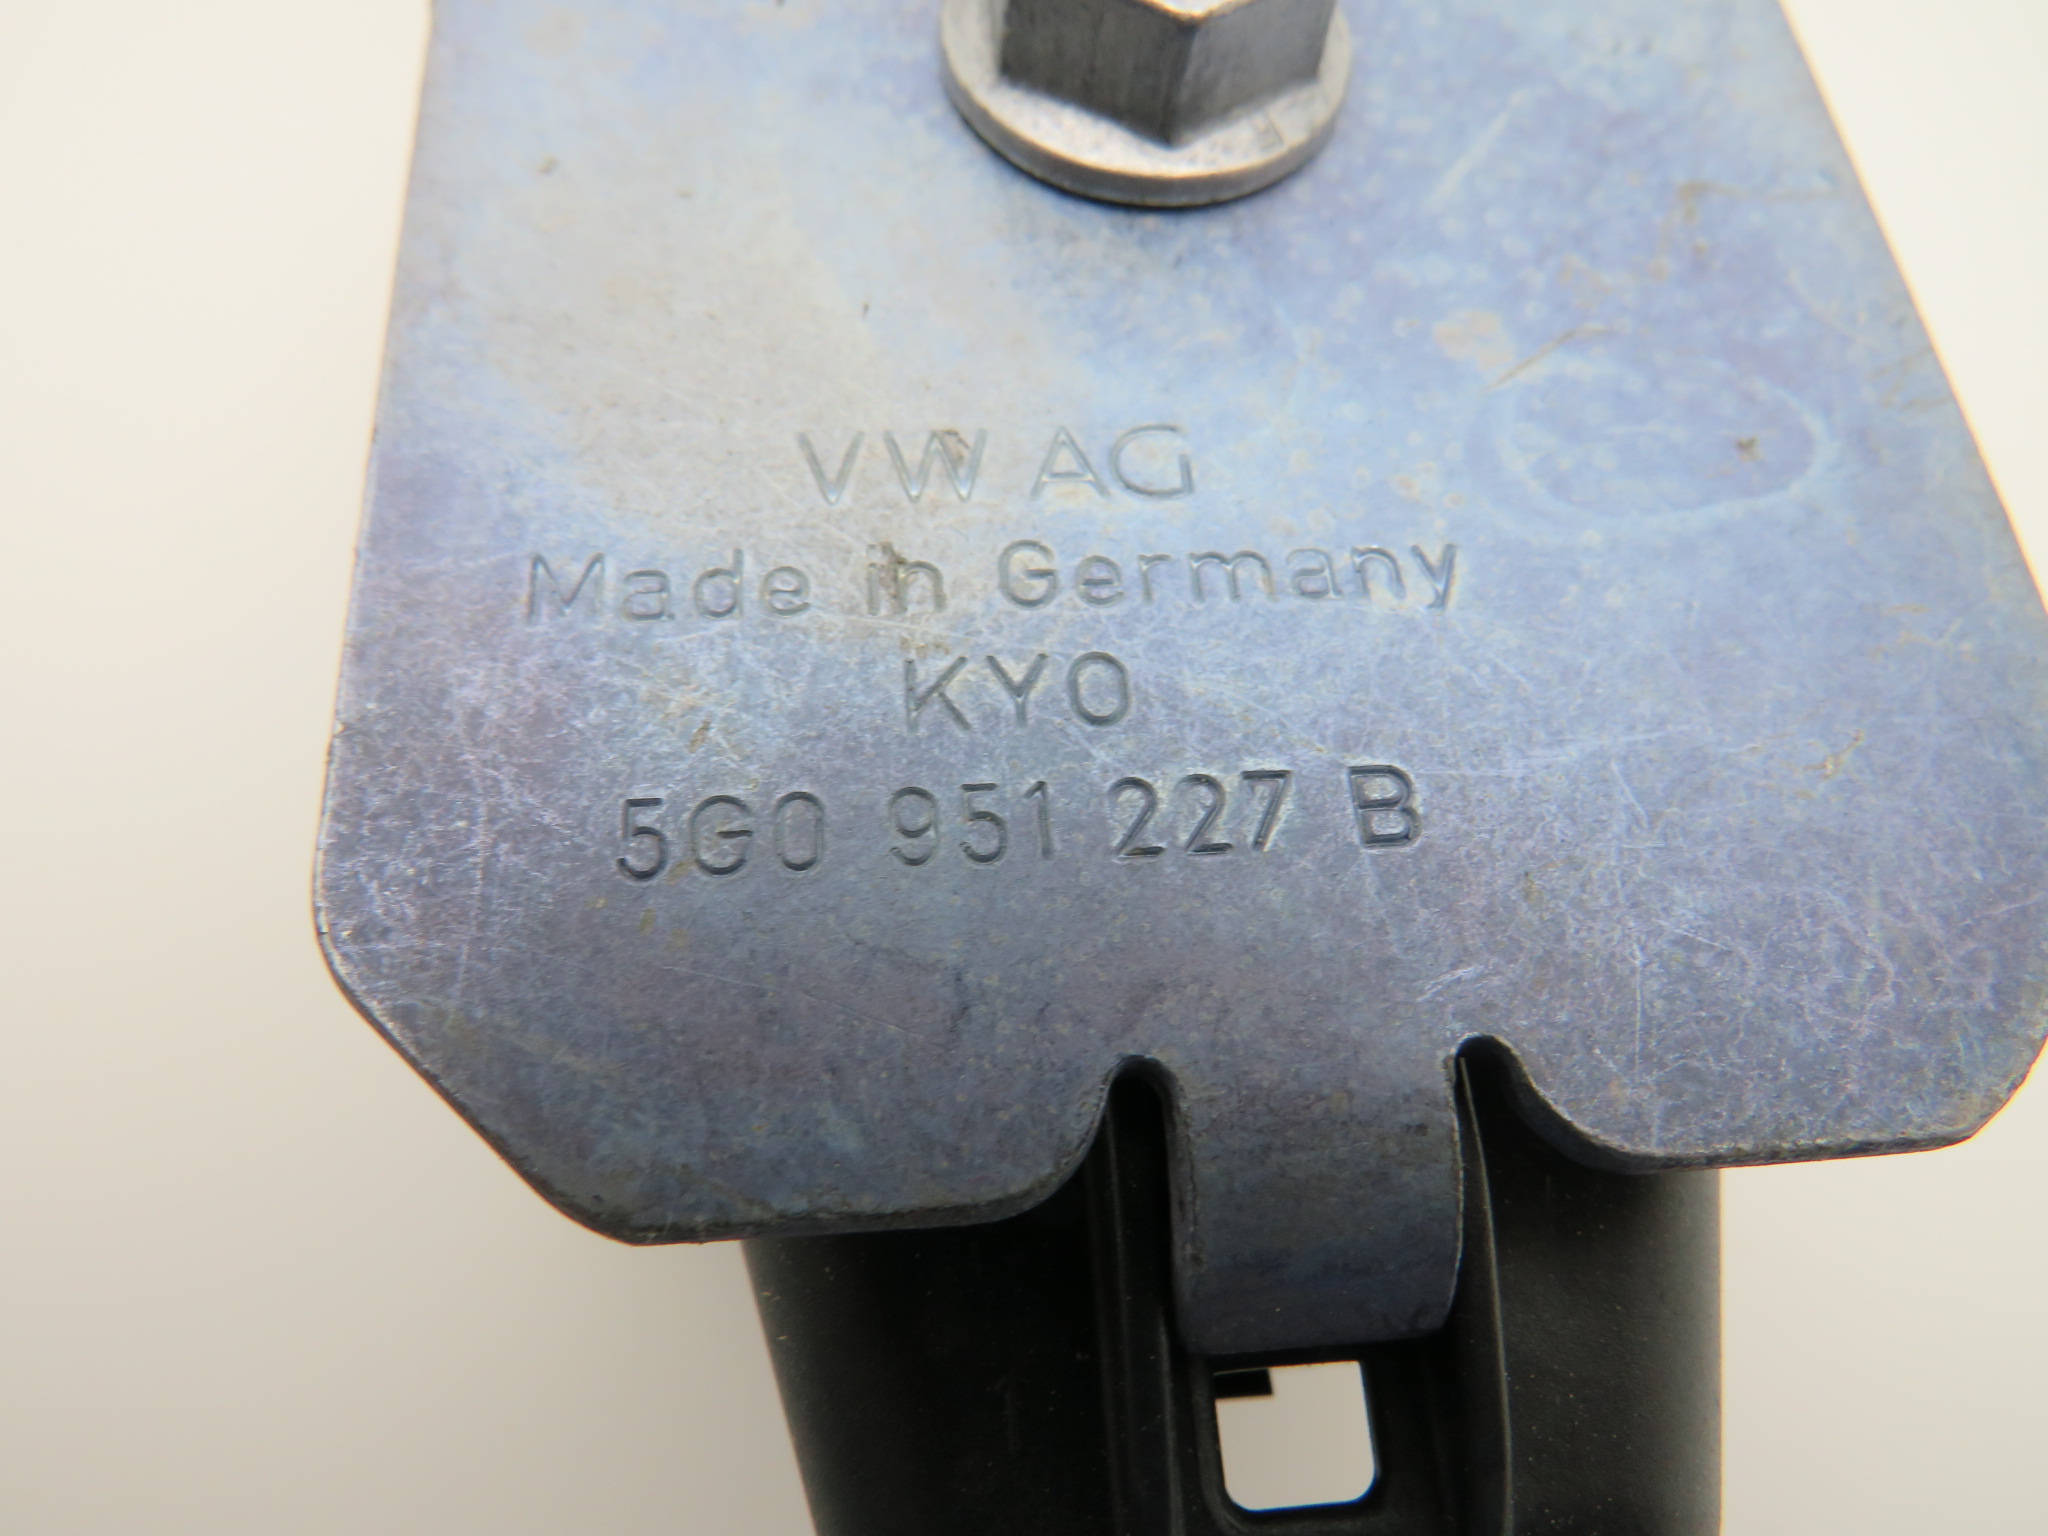 VW AG
Made in Germany
KYO
5G0 951 227 B